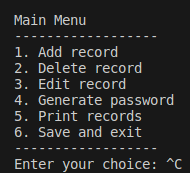 Main Menu
-------------------
1. Add record
2. Delete record
3. Edit record
4. Generate password
5. Print records
6. Save and exit
-------------------
Enter your choice: ^C